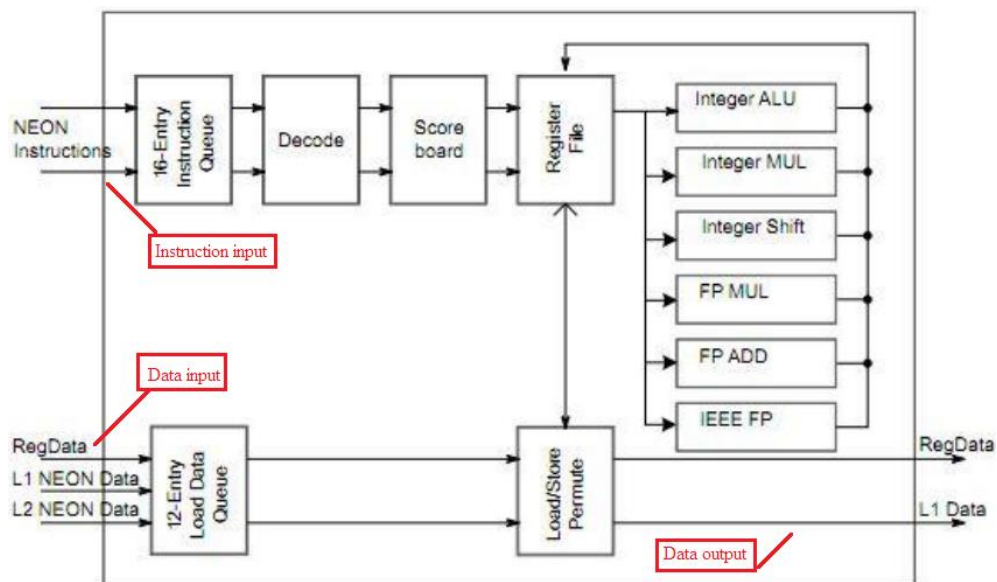 NEON
Instructions
16-Entry
Instruction
Queue
Decode
Score
board
Register
File
Integer ALU
Integer MUL
Integer Shift
FP MUL
FP ADD
IEEE FP
Instruction input
Data input
RegData
L1 NEON Data
L2 NEON Data
12-Entry
Load Data
Queue
Load/Store
Permute
RegData
L1 Data
Data output